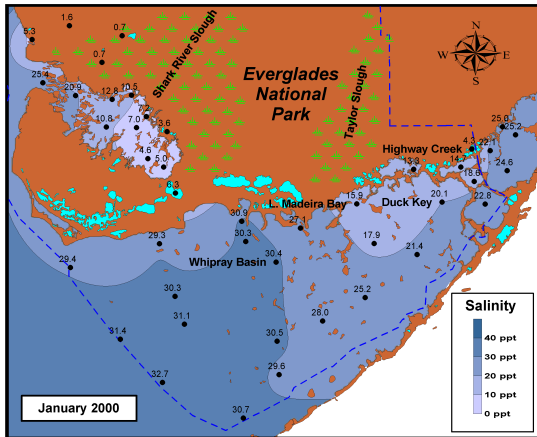 1.6
0.7
5.3
0.7
N
W E
S
25.4
20.9
12.8
10.5
Shark River Slough
Everglades
National
Park
Taylor Slough
7.2
10.8
7.0
3.6
4.6
5.0
25.0
25.2
4.3
22.1
Highway Creek
13.3
14.7
24.6
18.6
6.3
L. Madeira Bay
15.9
Duck Key
20.1
22.8
30.9
27.1
29.3
30.3
17.9
21.4
Whipray Basin
30.4
29.4
30.3
25.2
31.1
28.0
31.4
30.5
29.6
32.7
30.7
Salinity
40 ppt
30 ppt
20 ppt
10 ppt
0 ppt
January 2000